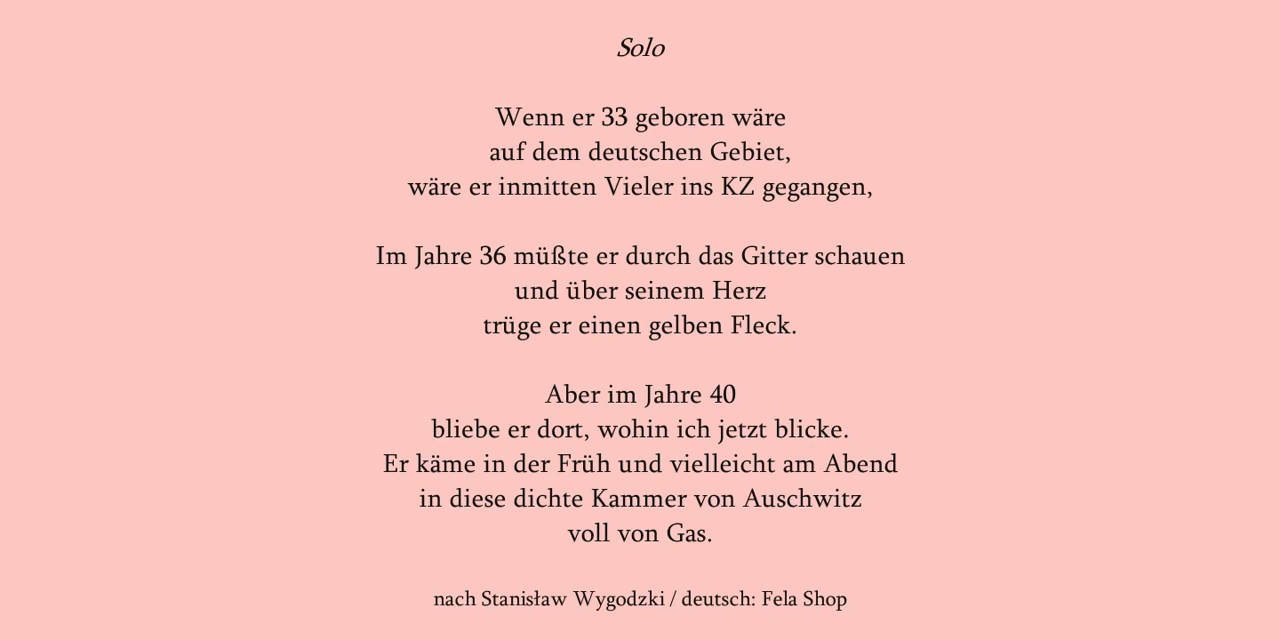 Solo
Wenn er 33 geboren wäre
auf dem deutschen Gebiet,
wäre er inmitten Vieler ins KZ gegangen,
Im Jahre 36 müßte er durch das Gitter schauen
und über seinem Herz
trüge er einen gelben Fleck.
Aber im Jahre 40
bliebe er dort, wohin ich jetzt blicke.
Er käme in der Früh und vielleicht am Abend
in diese dichte Kammer von Auschwitz
voll von Gas.
nach Stanisław Wygodzki / deutsch: Fela Shop